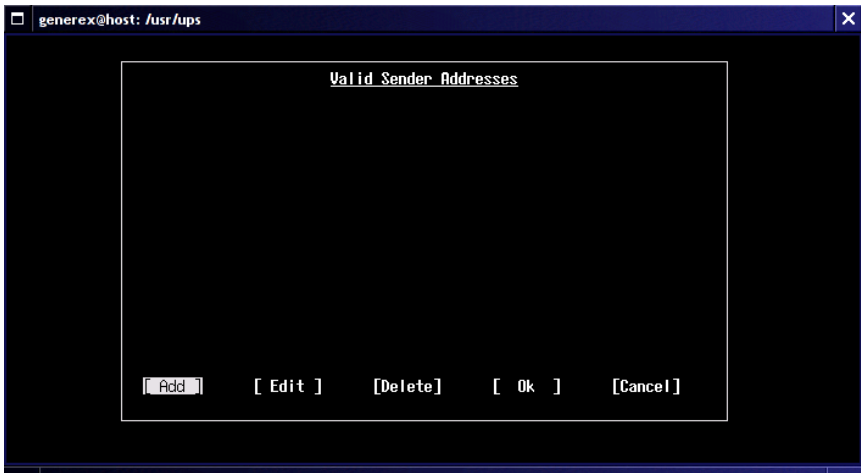 generex@host: /usr/ups
Valid Sender Addresses
[ Add ] [ Edit ] [Delete] [ Ok ] [Cancel]